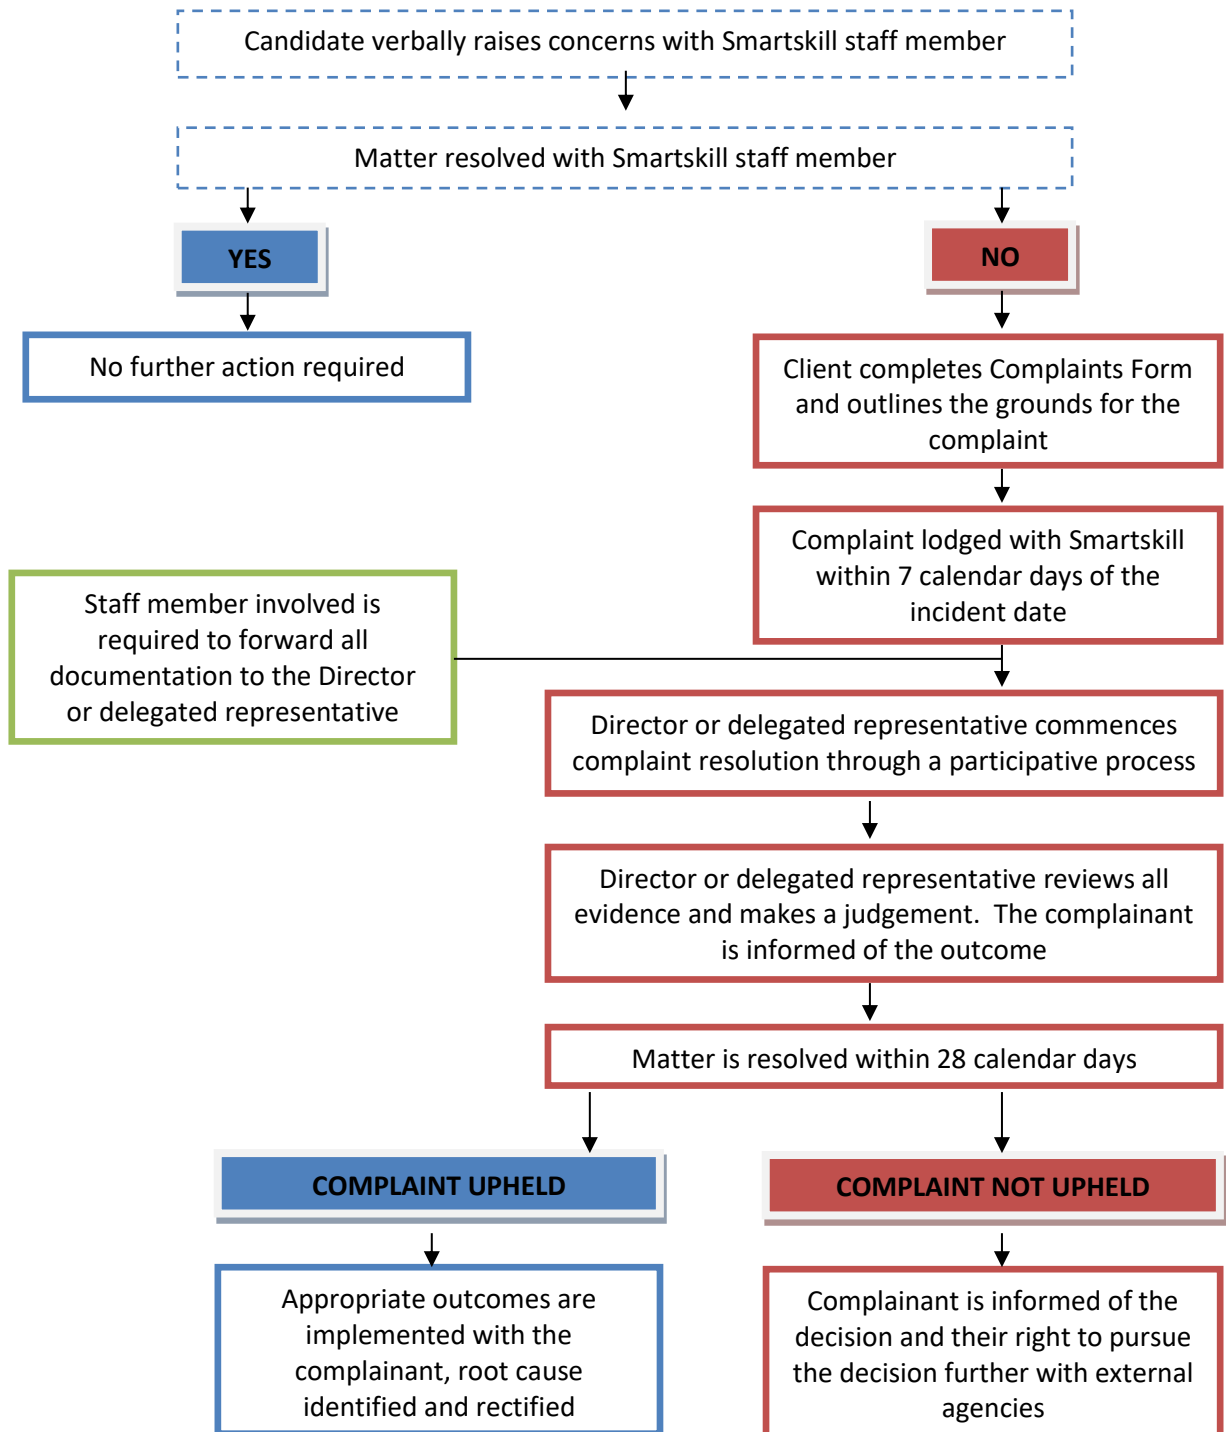 Candidate verbally raises concerns with Smartskill staff member
Matter resolved with Smartskill staff member
YES
NO
No further action required
Client completes Complaints Form
and outlines the grounds for the
complaint
Complaint lodged with Smartskill
within 7 calendar days of the
incident date
Staff member involved is
required to forward all
documentation to the Director
or delegated representative
Director or delegated representative commences
complaint resolution through a participative process
Director or delegated representative reviews all
evidence and makes a judgement.  The complainant
is informed of the outcome
Matter is resolved within 28 calendar days
COMPLAINT UPHELD
COMPLAINT NOT UPHELD
Appropriate outcomes are
implemented with the
complainant, root cause
identified and rectified
Complainant is informed of the
decision and their right to pursue
the decision further with external
agencies